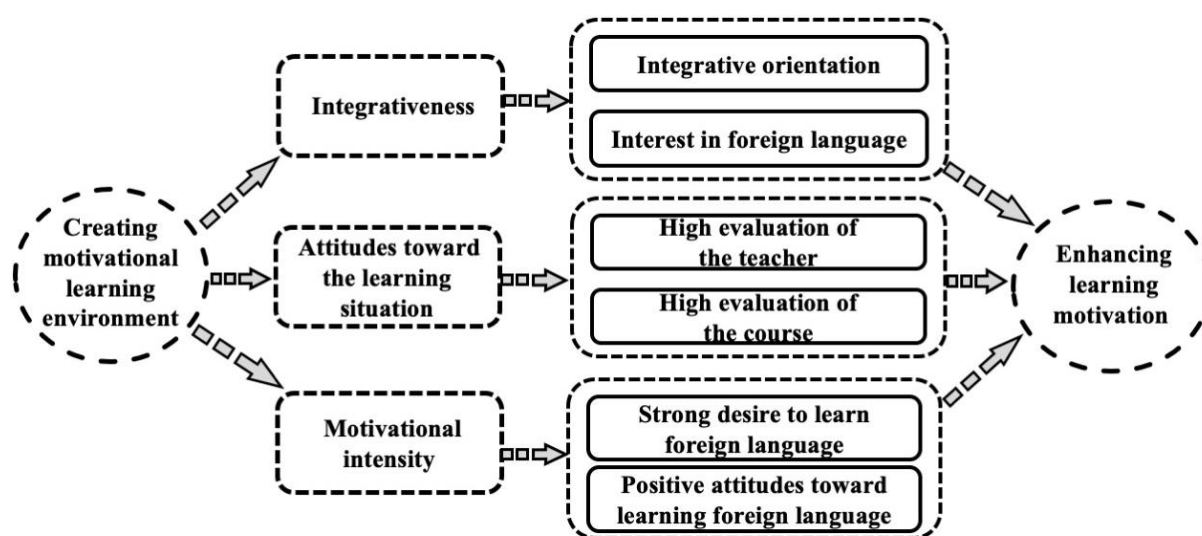 Creating
motivational
learning
environment
Integrativeness
Integrative orientation
Interest in foreign language
Attitudes toward
the learning
situation
High evaluation of
the teacher
High evaluation of
the course
Motivational
intensity
Strong desire to learn
foreign language
Positive attitudes toward
learning foreign language
Enhancing
learning
motivation